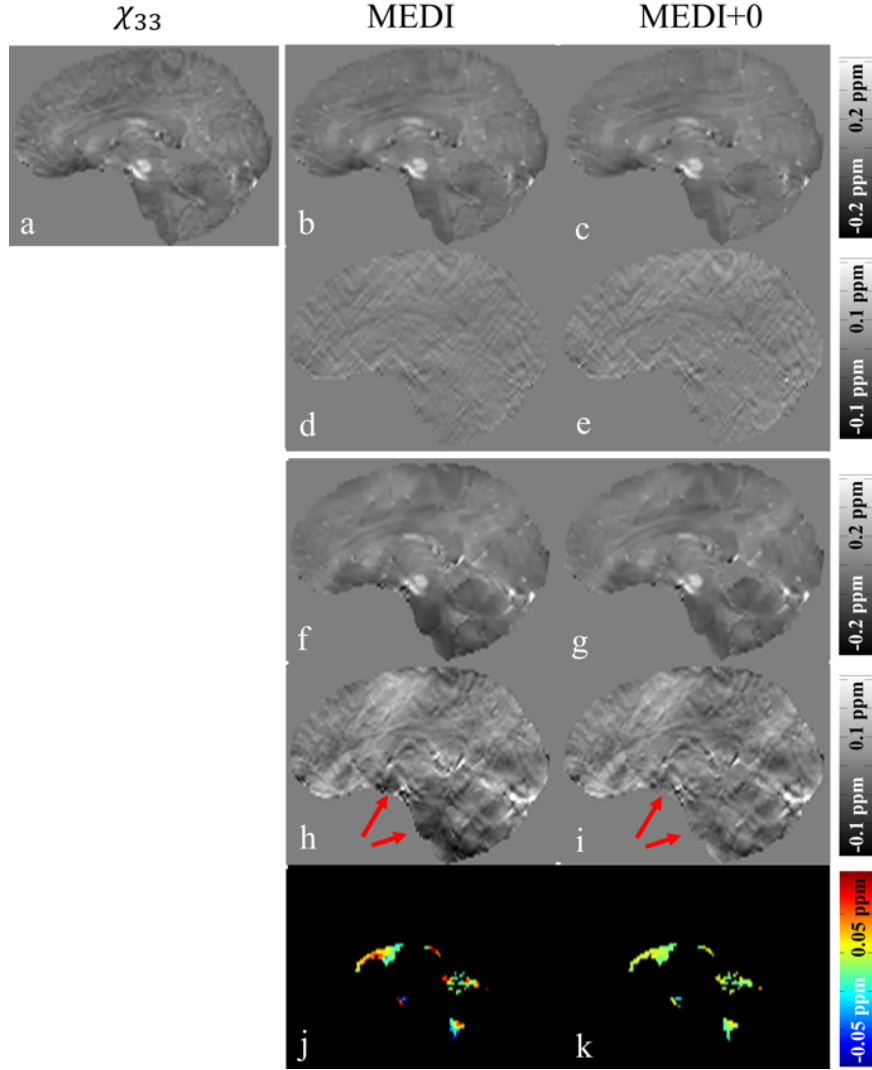 χ₃₃ MEDI MEDI+0
a b c
-0.2 ppm 0.2 ppm
d e
-0.1 ppm 0.1 ppm
f g
-0.2 ppm 0.2 ppm
h i
-0.1 ppm 0.1 ppm
j k
-0.05 ppm 0.05 ppm